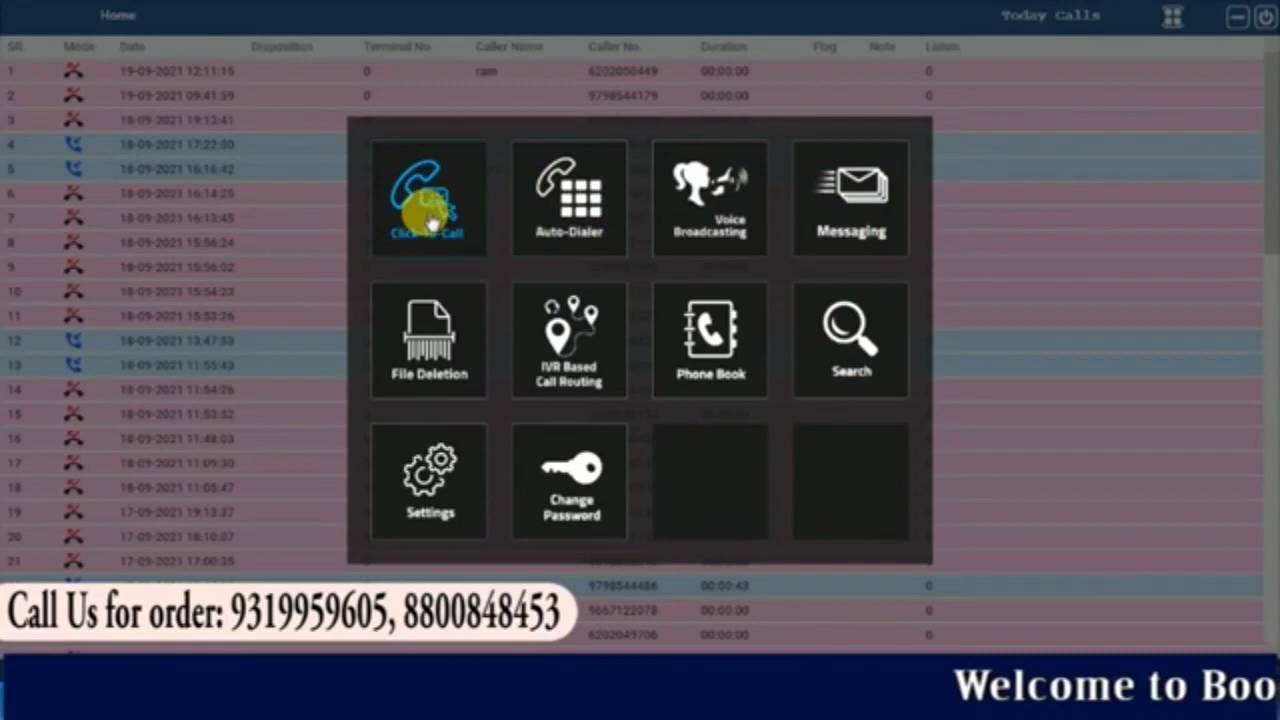 Home Today Calls
SR. Mode Date Disposition Terminal No. Caller Name Caller No. Duration Flag Note Listen
1 19-09-2021 12:11:15 0 ram 6202050449 00:00:00 0
2 19-09-2021 09:41:59 0 9798544179 00:00:00 0
3 18-09-2021 19:13:41
4 18-09-2021 17:22:00
5 18-09-2021 16:16:42
6 18-09-2021 16:14:25
7 18-09-2021 16:13:45
8 18-09-2021 15:56:24
9 18-09-2021 15:56:02
10 18-09-2021 15:54:23
11 18-09-2021 15:53:26
12 18-09-2021 13:47:53
13 18-09-2021 11:55:43
14 18-09-2021 11:54:26
15 18-09-2021 11:53:52
16 18-09-2021 11:48:03
17 18-09-2021 11:09:30
18 18-09-2021 11:05:47
19 17-09-2021 19:13:37
20 17-09-2021 18:10:07
21 17-09-2021 17:00:35
9798544486 00:00:43 0
9667122078 00:00:00 0
6202049706 00:00:00 0
Click-To-Call
Auto-Dialer
Voice
Broadcasting
Messaging
File Deletion
IVR Based
Call Routing
Phone Book
Search
Settings
Change
Password
Call Us for order: 9319959605, 8800848453
Welcome to Boo